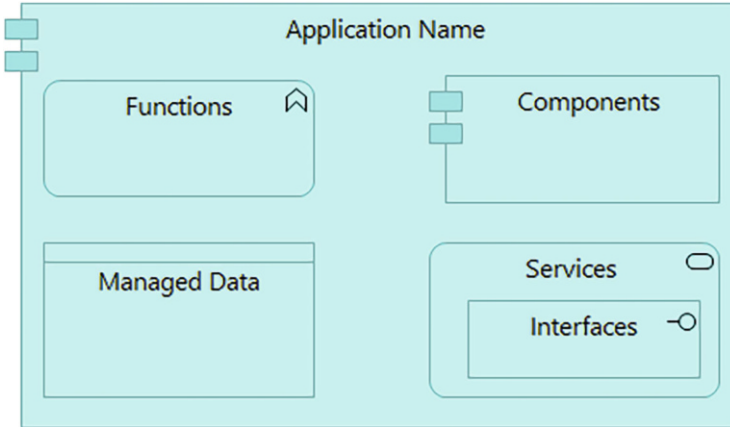 Application Name
Functions
Components
Managed Data
Services
Interfaces